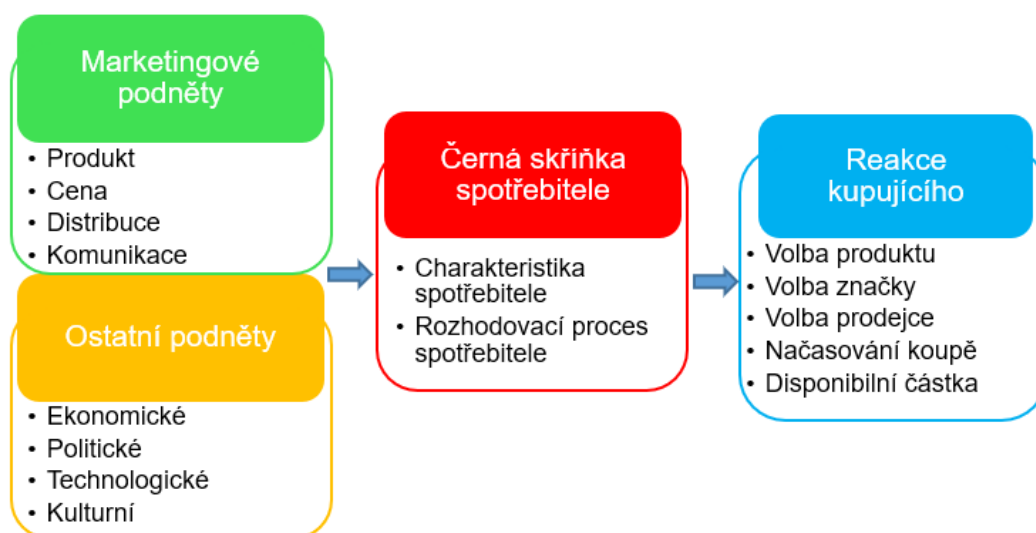 Marketingové
podněty
• Produkt
• Cena
• Distribuce
• Komunikace
Ostatní podněty
• Ekonomické
• Politické
• Technologické
• Kulturní
Černá skříňka
spotřebitele
• Charakteristika
spotřebitele
• Rozhodovací proces
spotřebitele
Reakce
kupujícího
• Volba produktu
• Volba značky
• Volba prodejce
• Načasování koupě
• Disponibilní částka